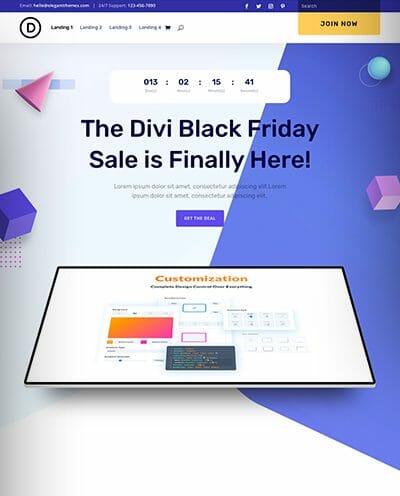 Email: hello@elegantthemes.com | 24/7 Support: 123-456-7890
Search
D
Landing 1 Landing 2 Landing 3 Landing 4
JOIN NOW
013 : 02 : 15 : 41
Day(s) Hour(s) Minute(s) Second(s)
The Divi Black Friday
Sale is Finally Here!
Lorem ipsum dolor sit amet, consectetur adipiscing elit.Lorem
ipsum dolor sit amet, consectetur adipiscing elit.
GET THE DEAL
Customization
Complete Design Control Over Everything